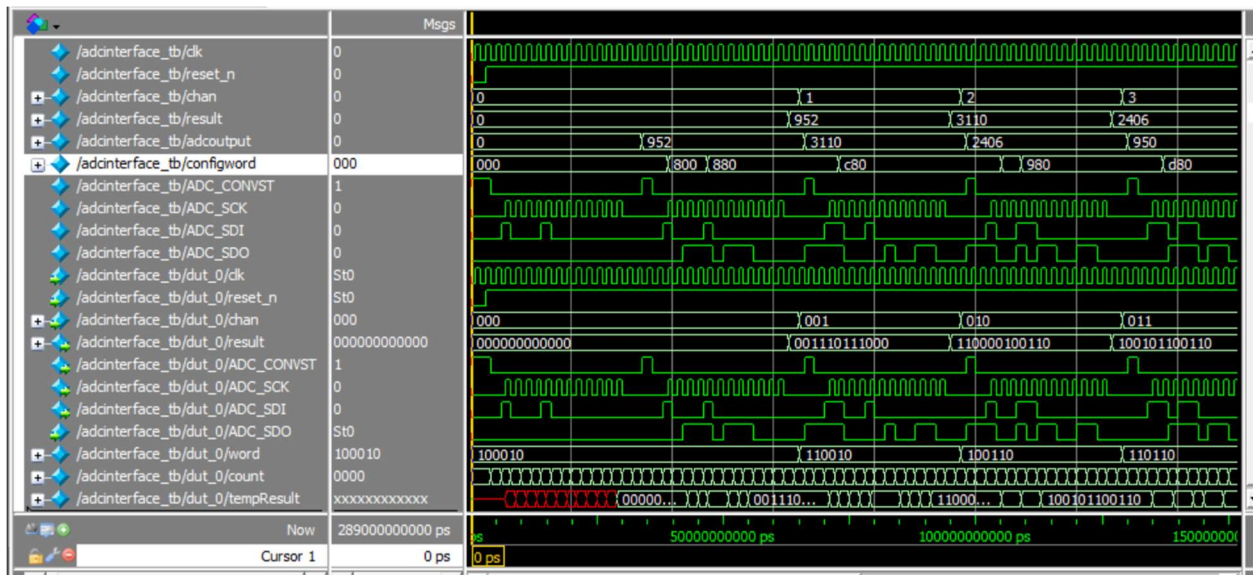 Msgs
/adcinterface_tb/clk 0
/adcinterface_tb/reset_n 0
/adcinterface_tb/chan 0 0 1 2 3
/adcinterface_tb/result 0 0 952 3110 2406
/adcinterface_tb/adcoutput 0 0 952 3110 2406 950
/adcinterface_tb/configword 000 000 800 880 c80 980 d80
/adcinterface_tb/ADC_CONVST 1
/adcinterface_tb/ADC_SCK 0
/adcinterface_tb/ADC_SDI 0
/adcinterface_tb/ADC_SDO 0
/adcinterface_tb/dut_0/clk St0
/adcinterface_tb/dut_0/reset_n St0
/adcinterface_tb/dut_0/chan 000 000 001 010 011
/adcinterface_tb/dut_0/result 000000000000 000000000000 001110111000 110000100110 100101100110
/adcinterface_tb/dut_0/ADC_CONVST 1
/adcinterface_tb/dut_0/ADC_SCK 0
/adcinterface_tb/dut_0/ADC_SDI 0
/adcinterface_tb/dut_0/ADC_SDO St0
/adcinterface_tb/dut_0/word 100010 100010 110010 100110 110110
/adcinterface_tb/dut_0/count 0000
/adcinterface_tb/dut_0/tempResult xxxxxxxxxxxx 00000... 001110... 11000... 100101100110
Now 289000000000 ps ps 50000000000 ps 100000000000 ps 150000000
Cursor 1 0 ps 0 ps